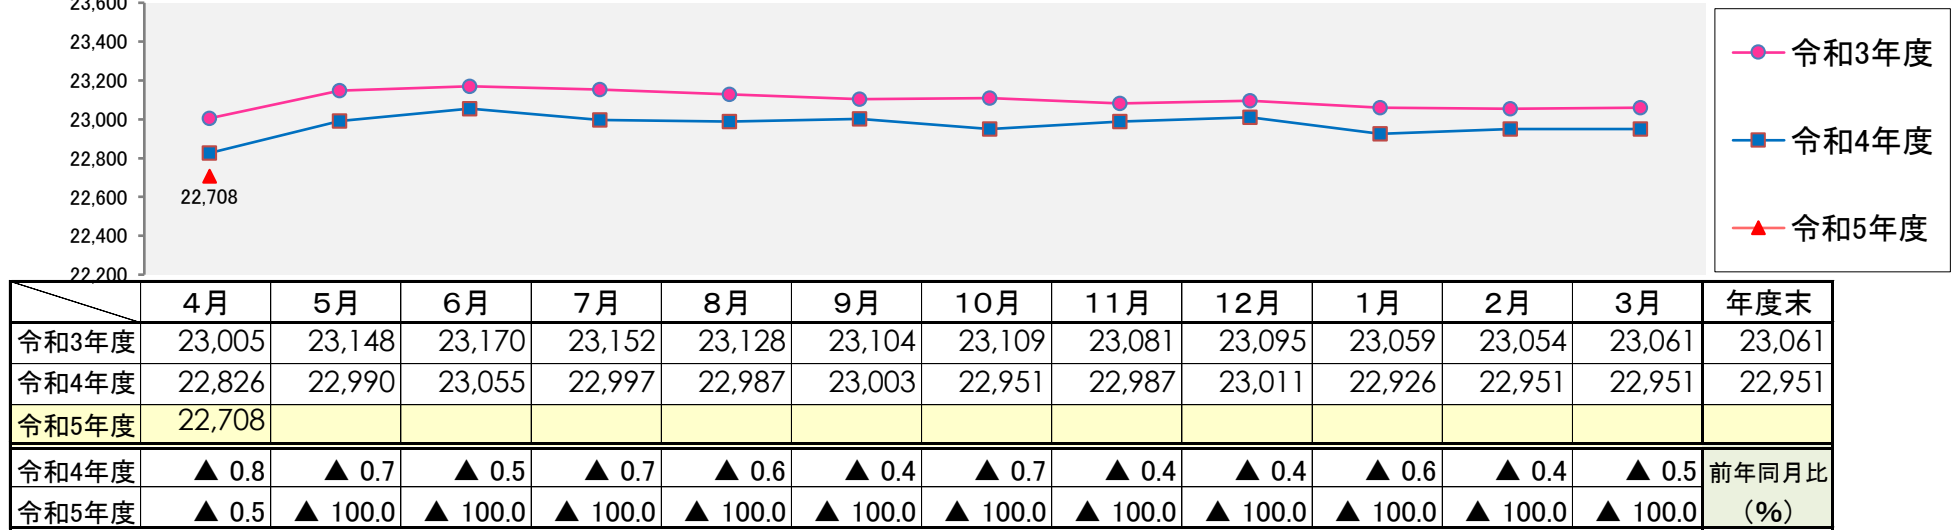 23,600
23,400
23,200
23,000
22,800
22,600
22,400
22,200
22,708
令和3年度
令和4年度
令和5年度
4月 5月 6月 7月 8月 9月 10月 11月 12月 1月 2月 3月 年度末
令和3年度 23,005 23,148 23,170 23,152 23,128 23,104 23,109 23,081 23,095 23,059 23,054 23,061 23,061
令和4年度 22,826 22,990 23,055 22,997 22,987 23,003 22,951 22,987 23,011 22,926 22,951 22,951 22,951
令和5年度 22,708
令和4年度 ▲ 0.8 ▲ 0.7 ▲ 0.5 ▲ 0.7 ▲ 0.6 ▲ 0.4 ▲ 0.7 ▲ 0.4 ▲ 0.4 ▲ 0.6 ▲ 0.4 ▲ 0.5 前年同月比
令和5年度 ▲ 0.5 ▲ 100.0 ▲ 100.0 ▲ 100.0 ▲ 100.0 ▲ 100.0 ▲ 100.0 ▲ 100.0 ▲ 100.0 ▲ 100.0 ▲ 100.0 ▲ 100.0 (%)